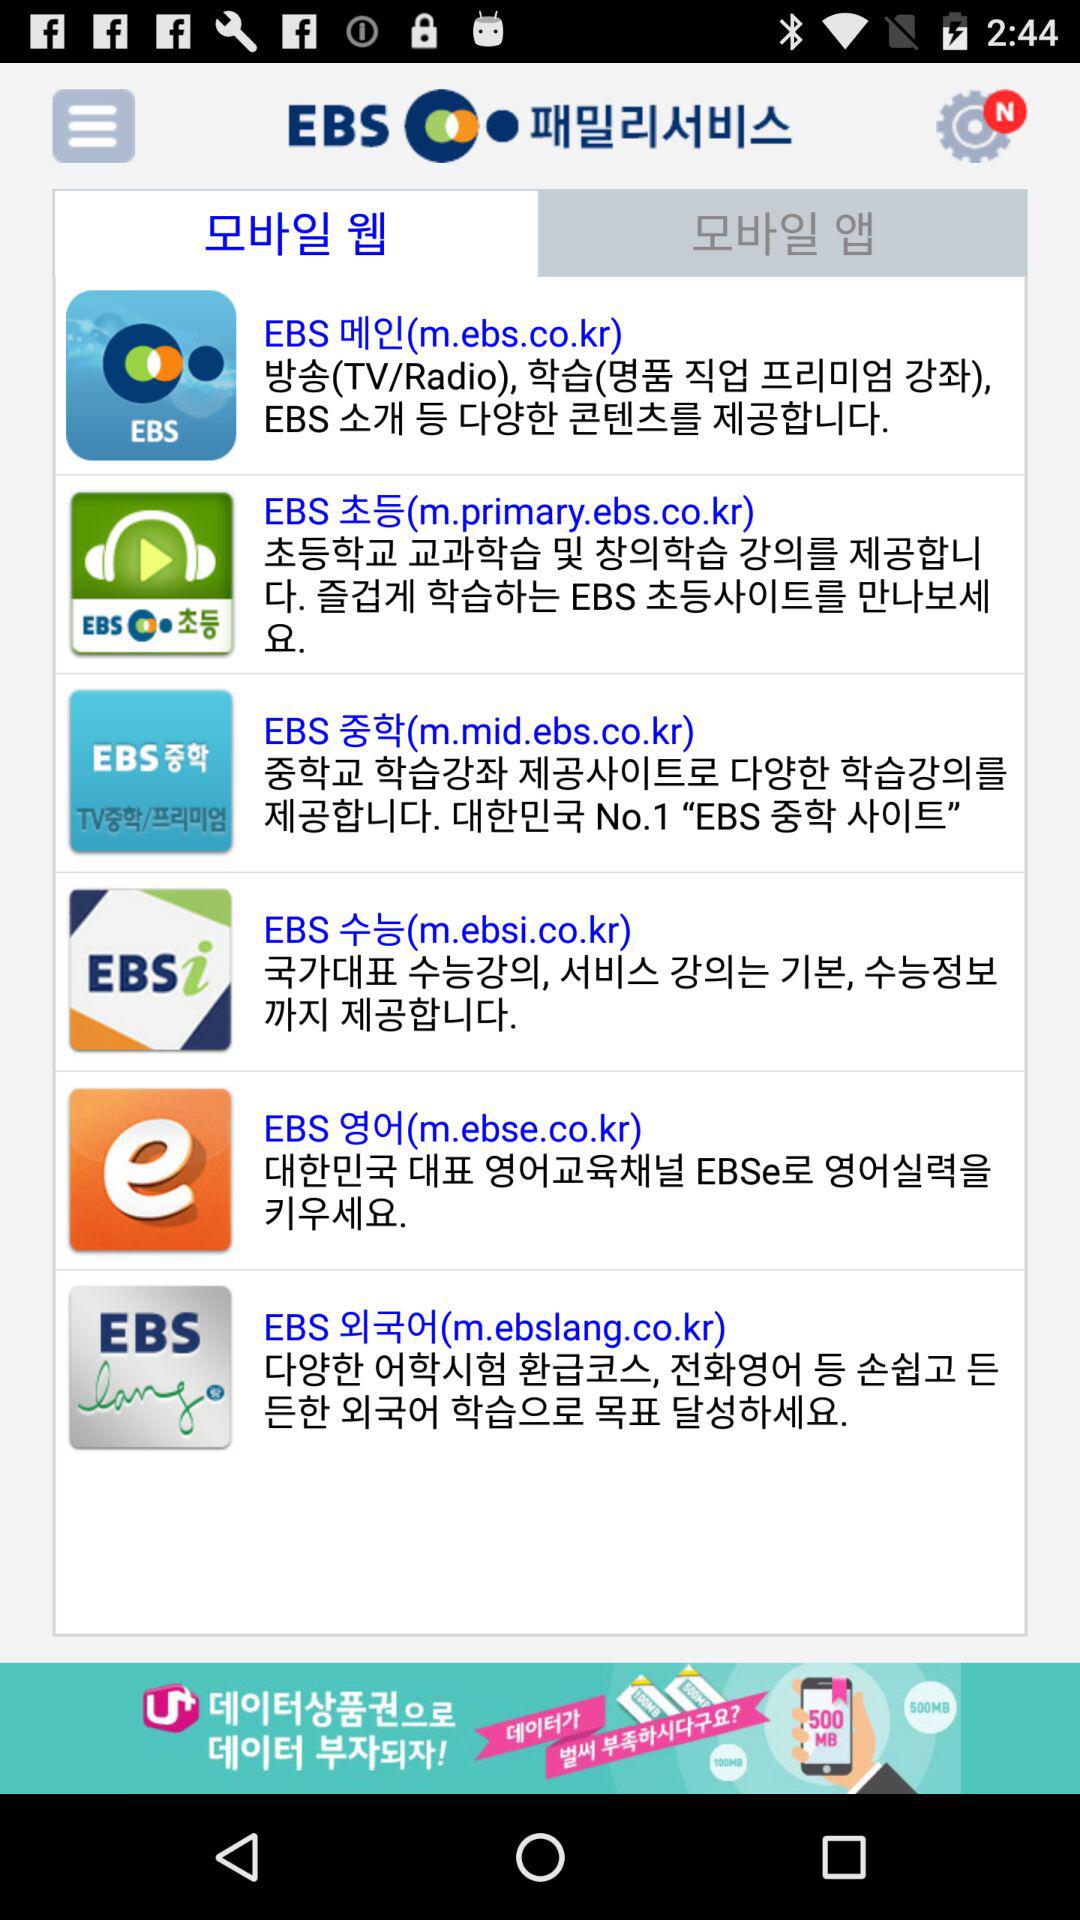 2:44
EBS 패밀리서비스
N
모바일 웹
모바일 앱
EBS
EBS 메인(m.ebs.co.kr)
방송(TV/Radio), 학습(명품 직업 프리미엄 강좌),
EBS 소개 등 다양한 콘텐츠를 제공합니다.
EBS 초등
EBS 초등(m.primary.ebs.co.kr)
초등학교 교과학습 및 창의학습 강의를 제공합니
다. 즐겁게 학습하는 EBS 초등사이트를 만나보세
요.
EBS 중학
TV중학/프리미엄
EBS 중학(m.mid.ebs.co.kr)
중학교 학습강좌 제공사이트로 다양한 학습강의를
제공합니다. 대한민국 No.1 “EBS 중학 사이트”
EBSi
EBS 수능(m.ebsi.co.kr)
국가대표 수능강의, 서비스 강의는 기본, 수능정보
까지 제공합니다.
e
EBS 영어(m.ebse.co.kr)
대한민국 대표 영어교육채널 EBSe로 영어실력을
키우세요.
EBS
lang
EBS 외국어(m.ebslang.co.kr)
다양한 어학시험 환급코스, 전화영어 등 손쉽고 든
든한 외국어 학습으로 목표 달성하세요.
U+ 데이터상품권으로
데이터 부자되자!
데이터가
벌써 부족하시다구요?
100MB
500MB
500
MB
100MB
500MB